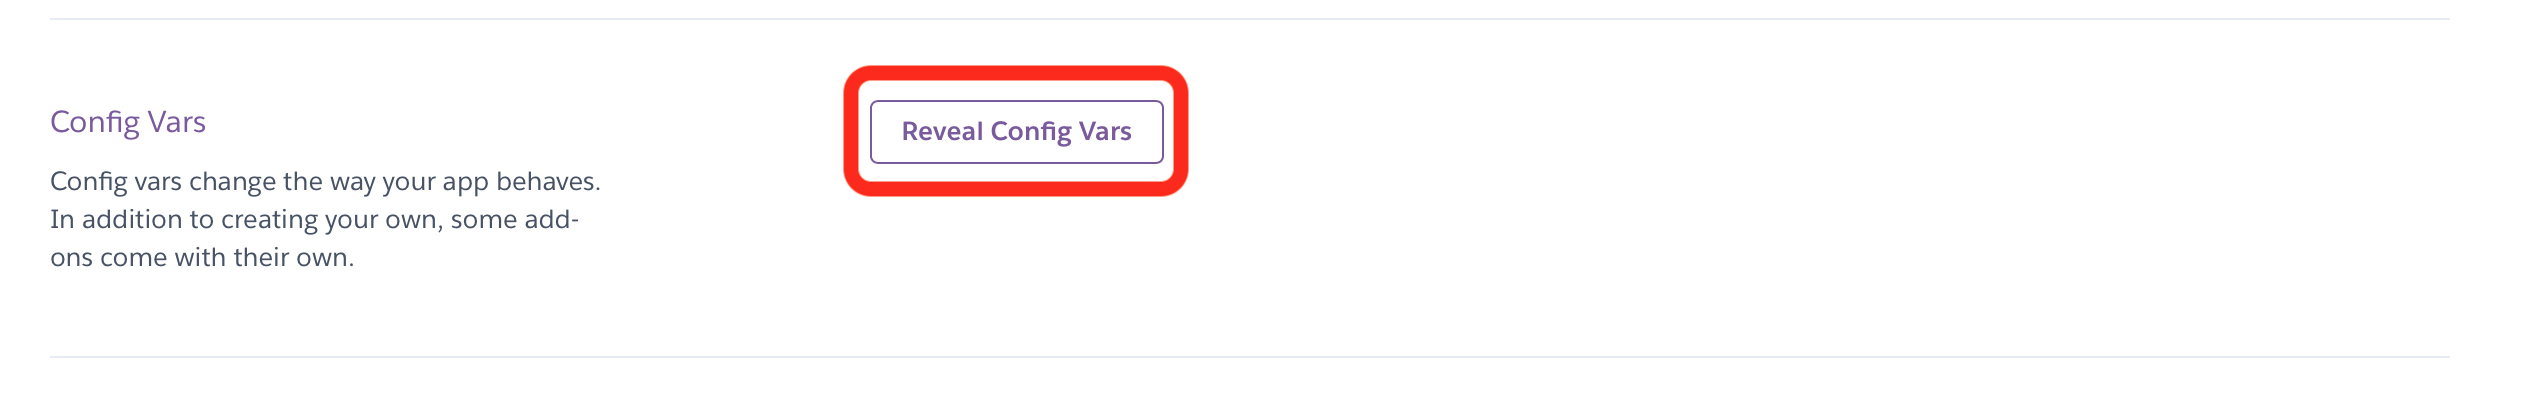 Config Vars
Reveal Config Vars
Config vars change the way your app behaves.
In addition to creating your own, some add-
ons come with their own.